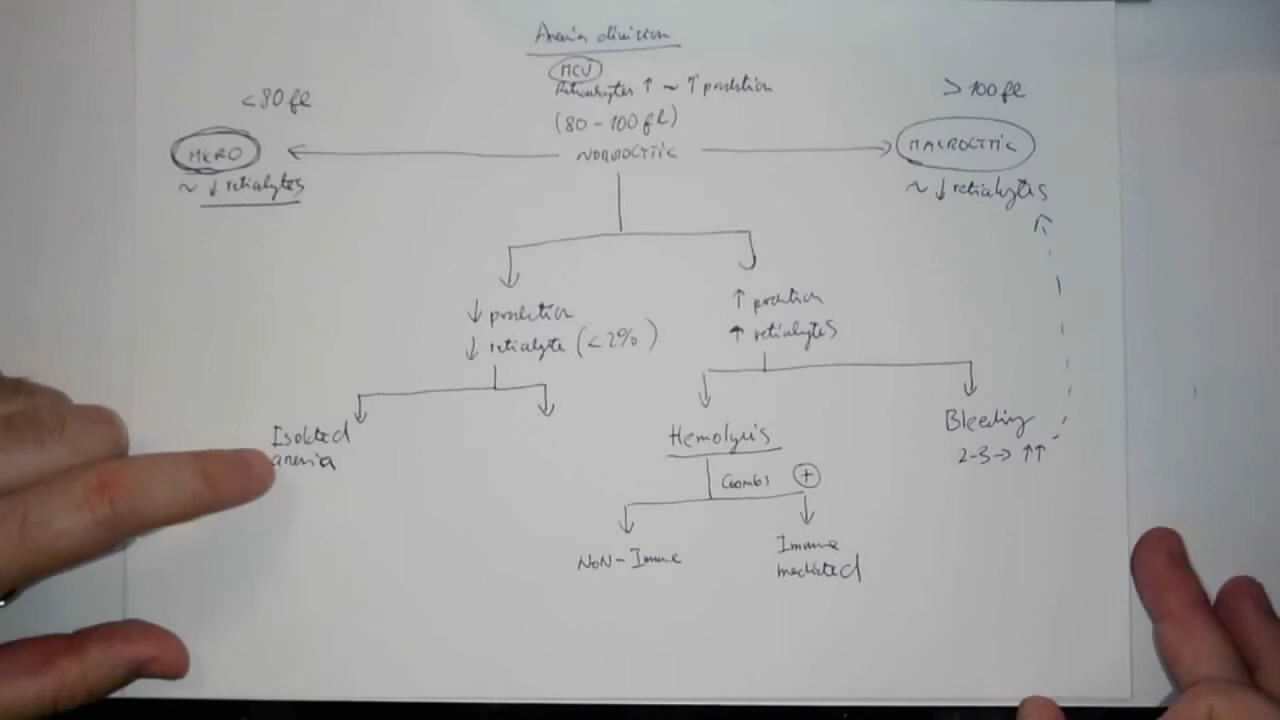 Anemia division
MCV
Reticulocytes ↑ ~ ↑ production
(80 - 100 fl)
< 80 fl
MICRO
~ ↓ reticulocytes
NORMOCYTIC
> 100 fl
MACROCYTIC
~ ↓ reticulocytes
↓ production
↓ reticulocyte (<2%)
↑ production
↑ reticulocytes
Isolated
anemia
Hemolysis
Coombs +
NON-Immune
Immune
mediated
Bleeding
2-3 → ↑↑